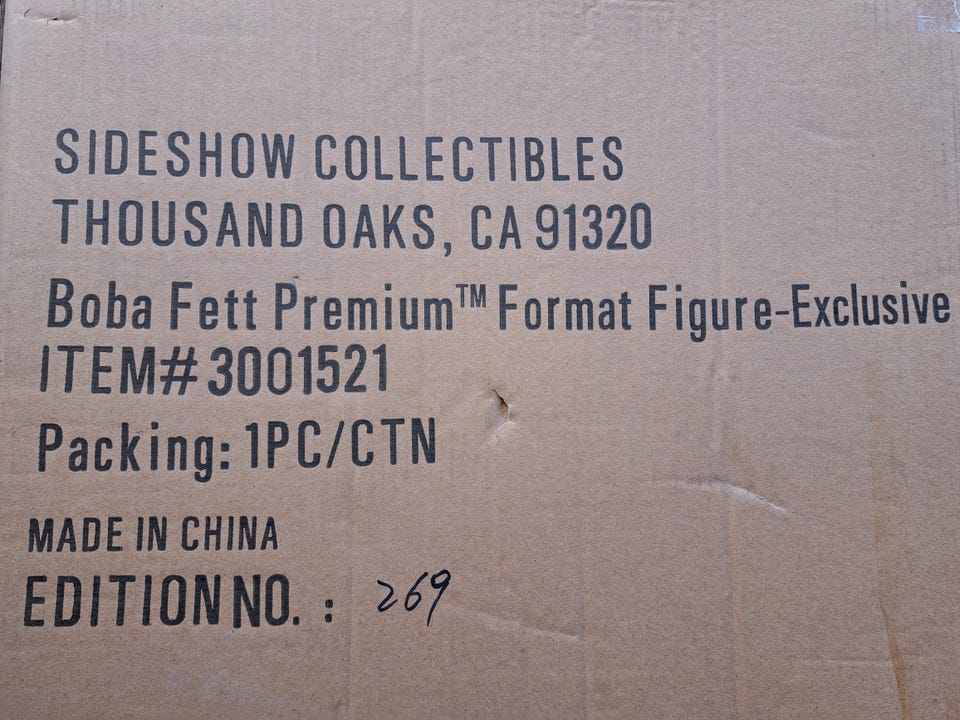 SIDESHOW COLLECTIBLES
THOUSAND OAKS, CA 91320
Boba Fett Premium™ Format Figure-Exclusive
ITEM# 3001521
Packing: 1PC/CTN
MADE IN CHINA
EDITION NO. : 269